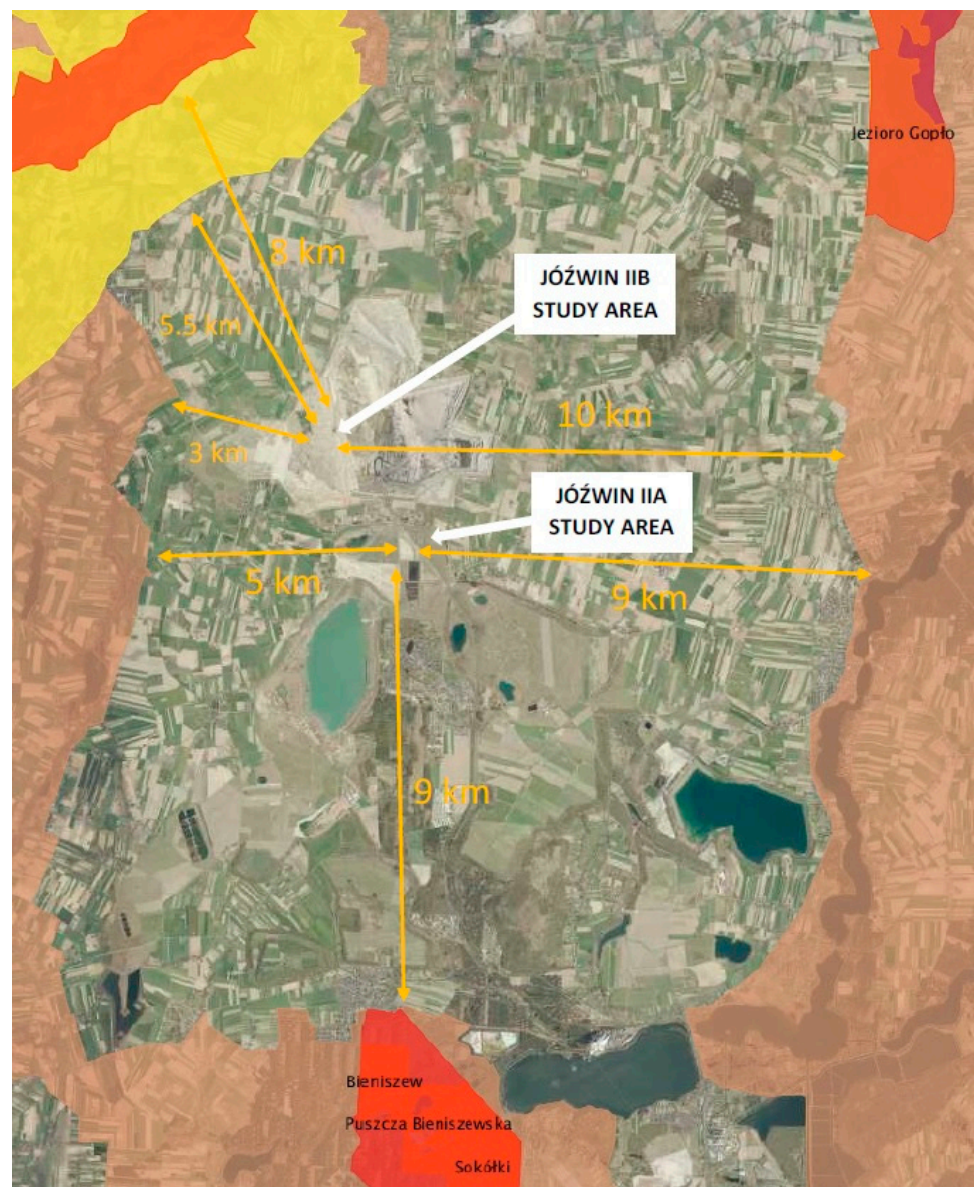 Jezioro Gopło
8 km
JÓŹWIN IIB
STUDY AREA
5.5 km
10 km
3 km
JÓŹWIN IIA
STUDY AREA
5 km
9 km
9 km
Bieniszew
Puszcza Bieniszewska
Sokółki